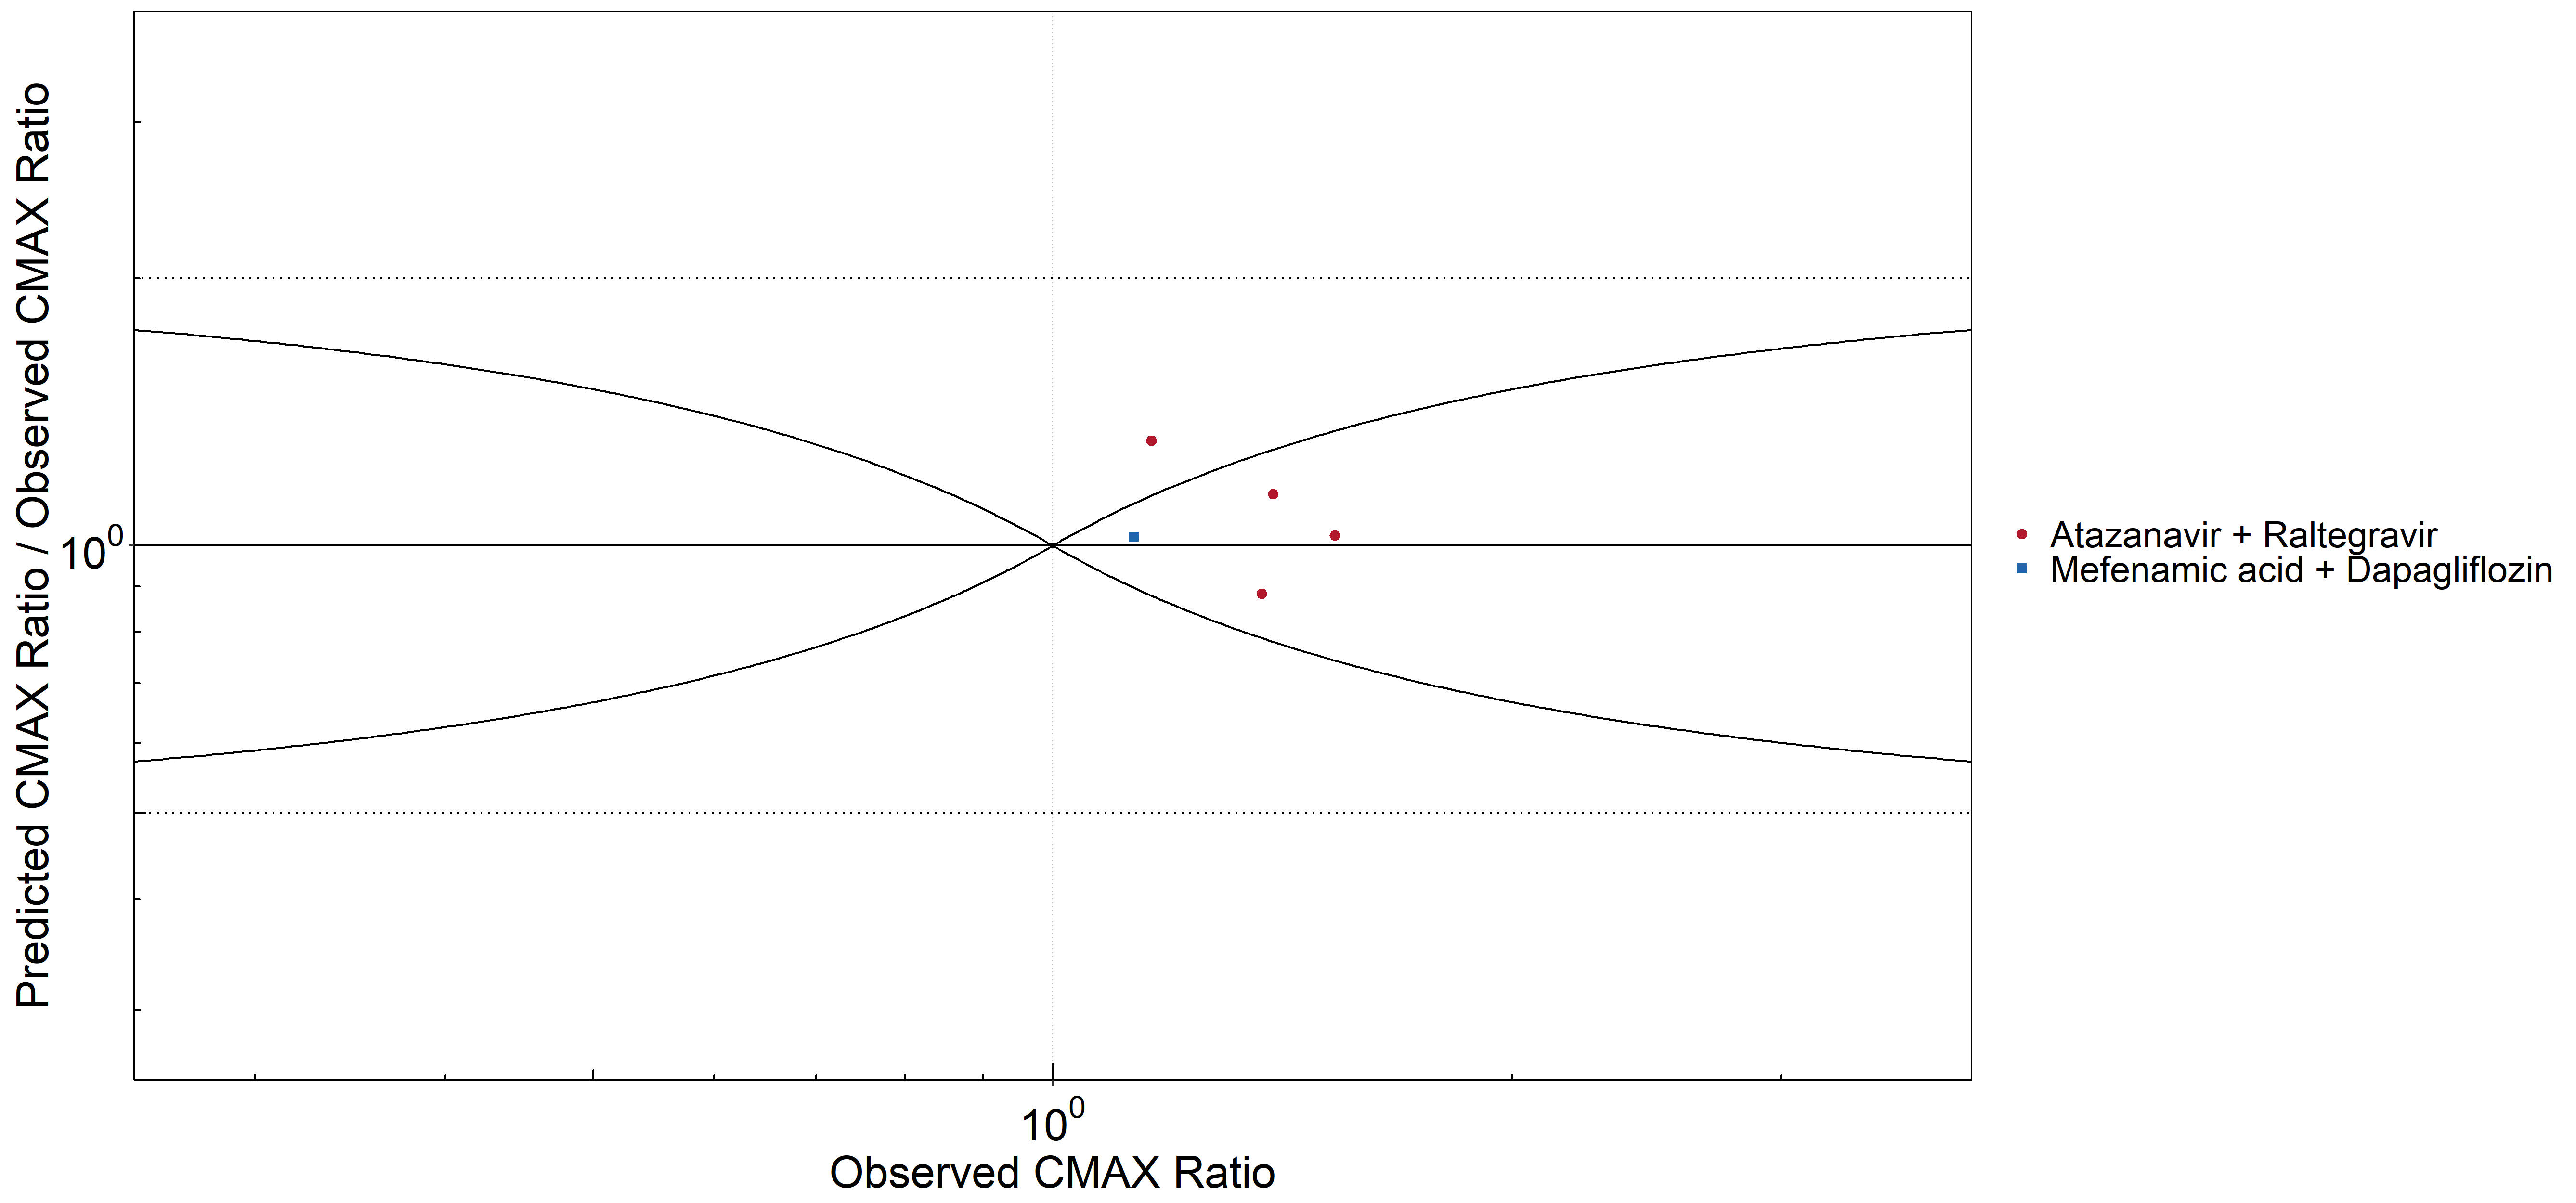 Predicted CMAX Ratio / Observed CMAX Ratio
10⁰
10⁰
Observed CMAX Ratio
Atazanavir + Raltegravir
Mefenamic acid + Dapagliflozin